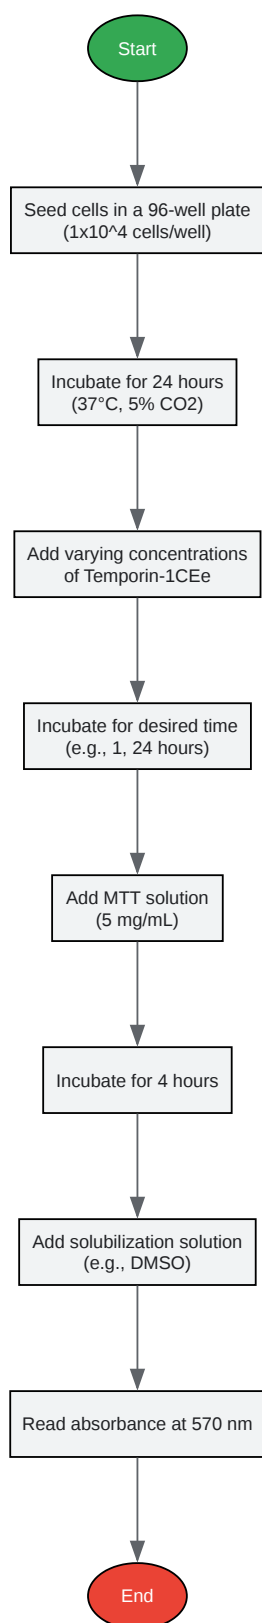 Start
Seed cells in a 96-well plate
(1x10^4 cells/well)
Incubate for 24 hours
(37°C, 5% CO2)
Add varying concentrations
of Temporin-1CEe
Incubate for desired time
(e.g., 1, 24 hours)
Add MTT solution
(5 mg/mL)
Incubate for 4 hours
Add solubilization solution
(e.g., DMSO)
Read absorbance at 570 nm
End